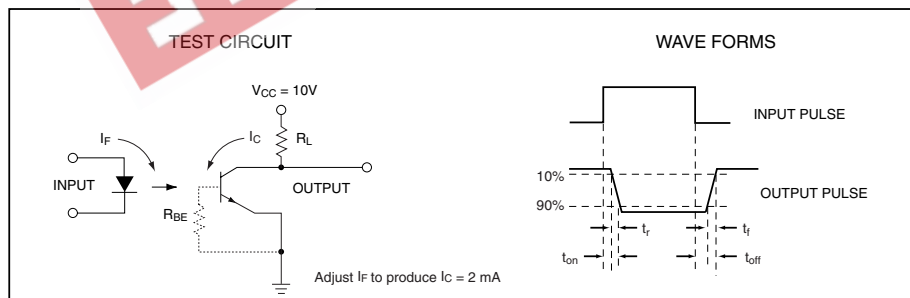 TEST CIRCUIT
WAVE FORMS
VCC = 10V
IF
IC
RL
INPUT
OUTPUT
RBE
Adjust IF to produce IC = 2 mA
INPUT PULSE
10%
OUTPUT PULSE
90%
tr
tf
ton
toff